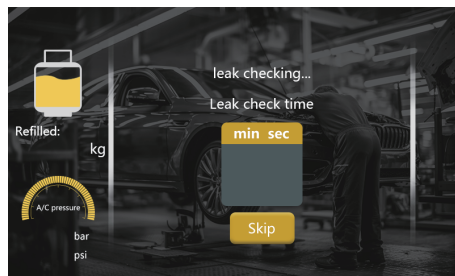 leak checking...
Leak check time
Refilled:
kg
min sec
A/C pressure
bar
psi
Skip